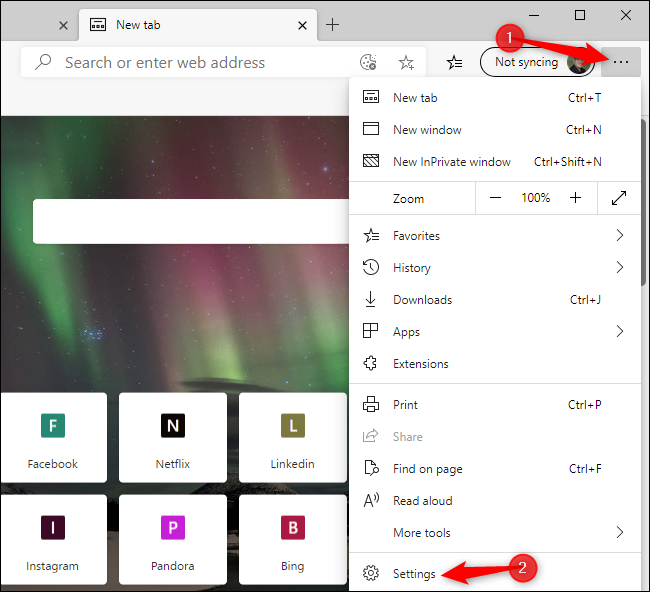 New tab
1
Search or enter web address
Not syncing
New tab Ctrl+T
New window Ctrl+N
New InPrivate window Ctrl+Shift+N
Zoom 100%
Favorites
History
Downloads Ctrl+J
Apps
Extensions
Print Ctrl+P
Share
Find on page Ctrl+F
Read aloud
More tools
Settings 2
F
Facebook
N
Netflix
L
Linkedin
I
Instagram
P
Pandora
B
Bing